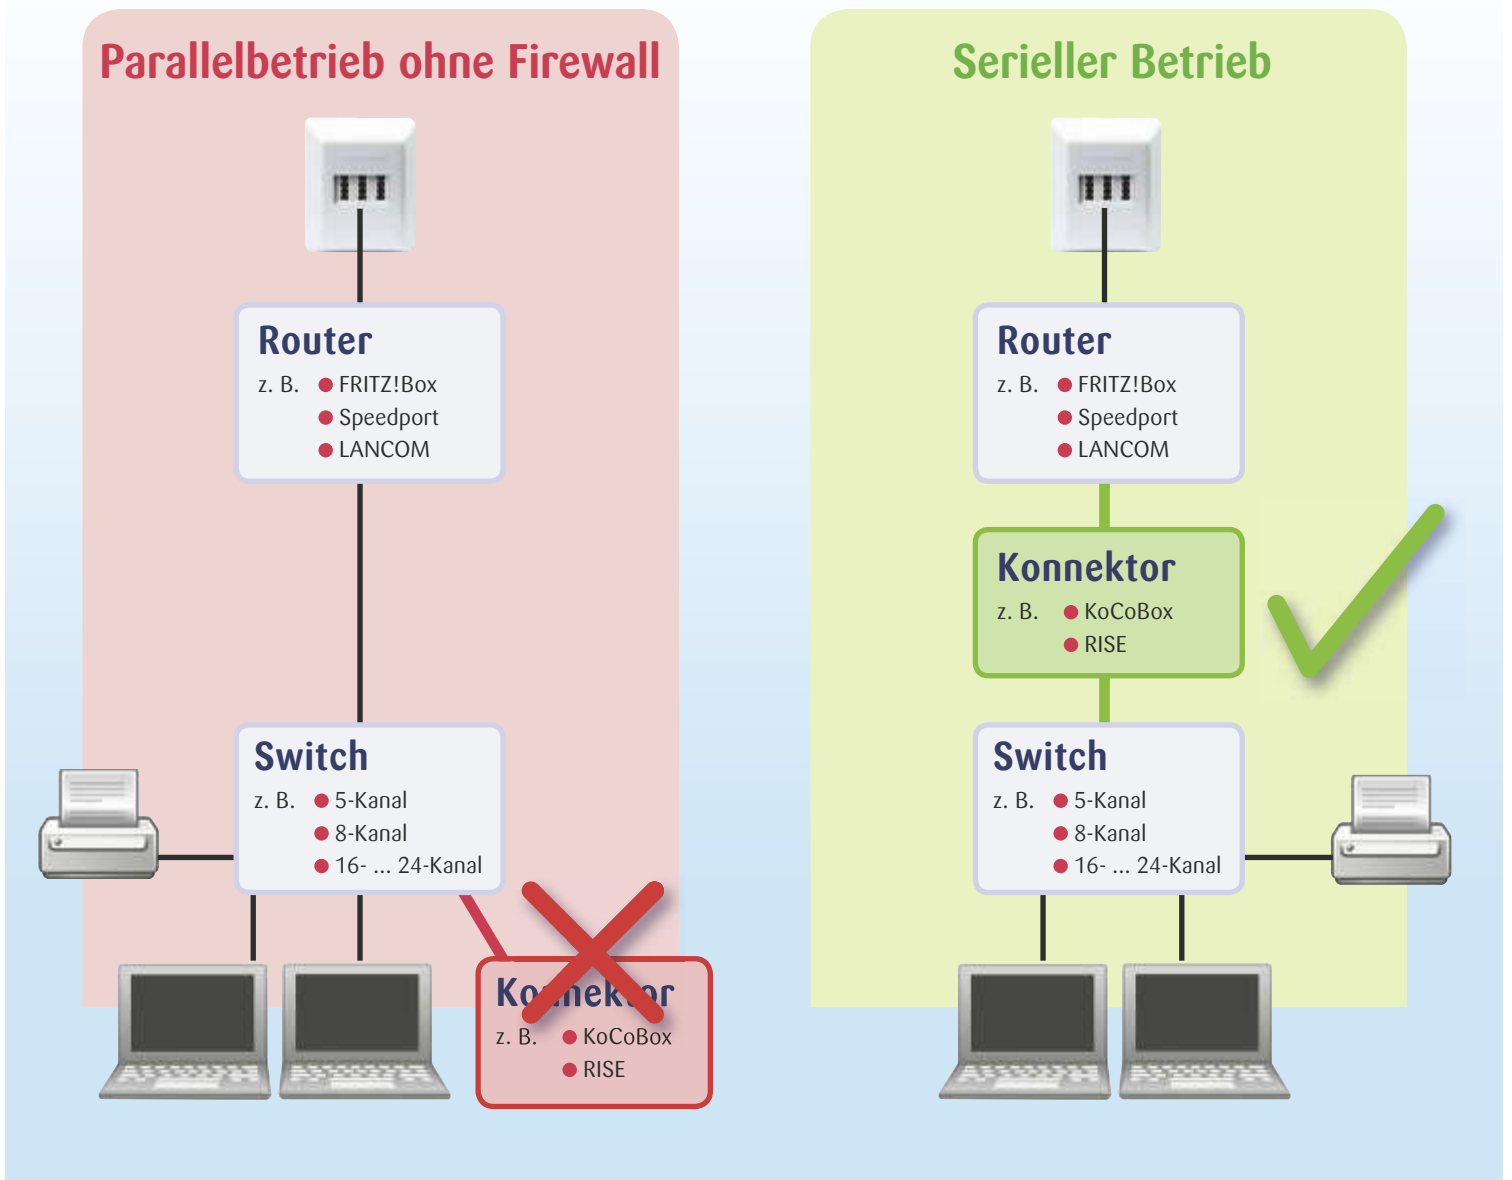 Parallelbetrieb ohne Firewall
Router
z. B. ● FRITZ!Box
● Speedport
● LANCOM
Switch
z. B. ● 5-Kanal
● 8-Kanal
● 16- ... 24-Kanal
Konnektor
z. B. ● KoCoBox
● RISE
Serieller Betrieb
Router
z. B. ● FRITZ!Box
● Speedport
● LANCOM
Konnektor
z. B. ● KoCoBox
● RISE
Switch
z. B. ● 5-Kanal
● 8-Kanal
● 16- ... 24-Kanal